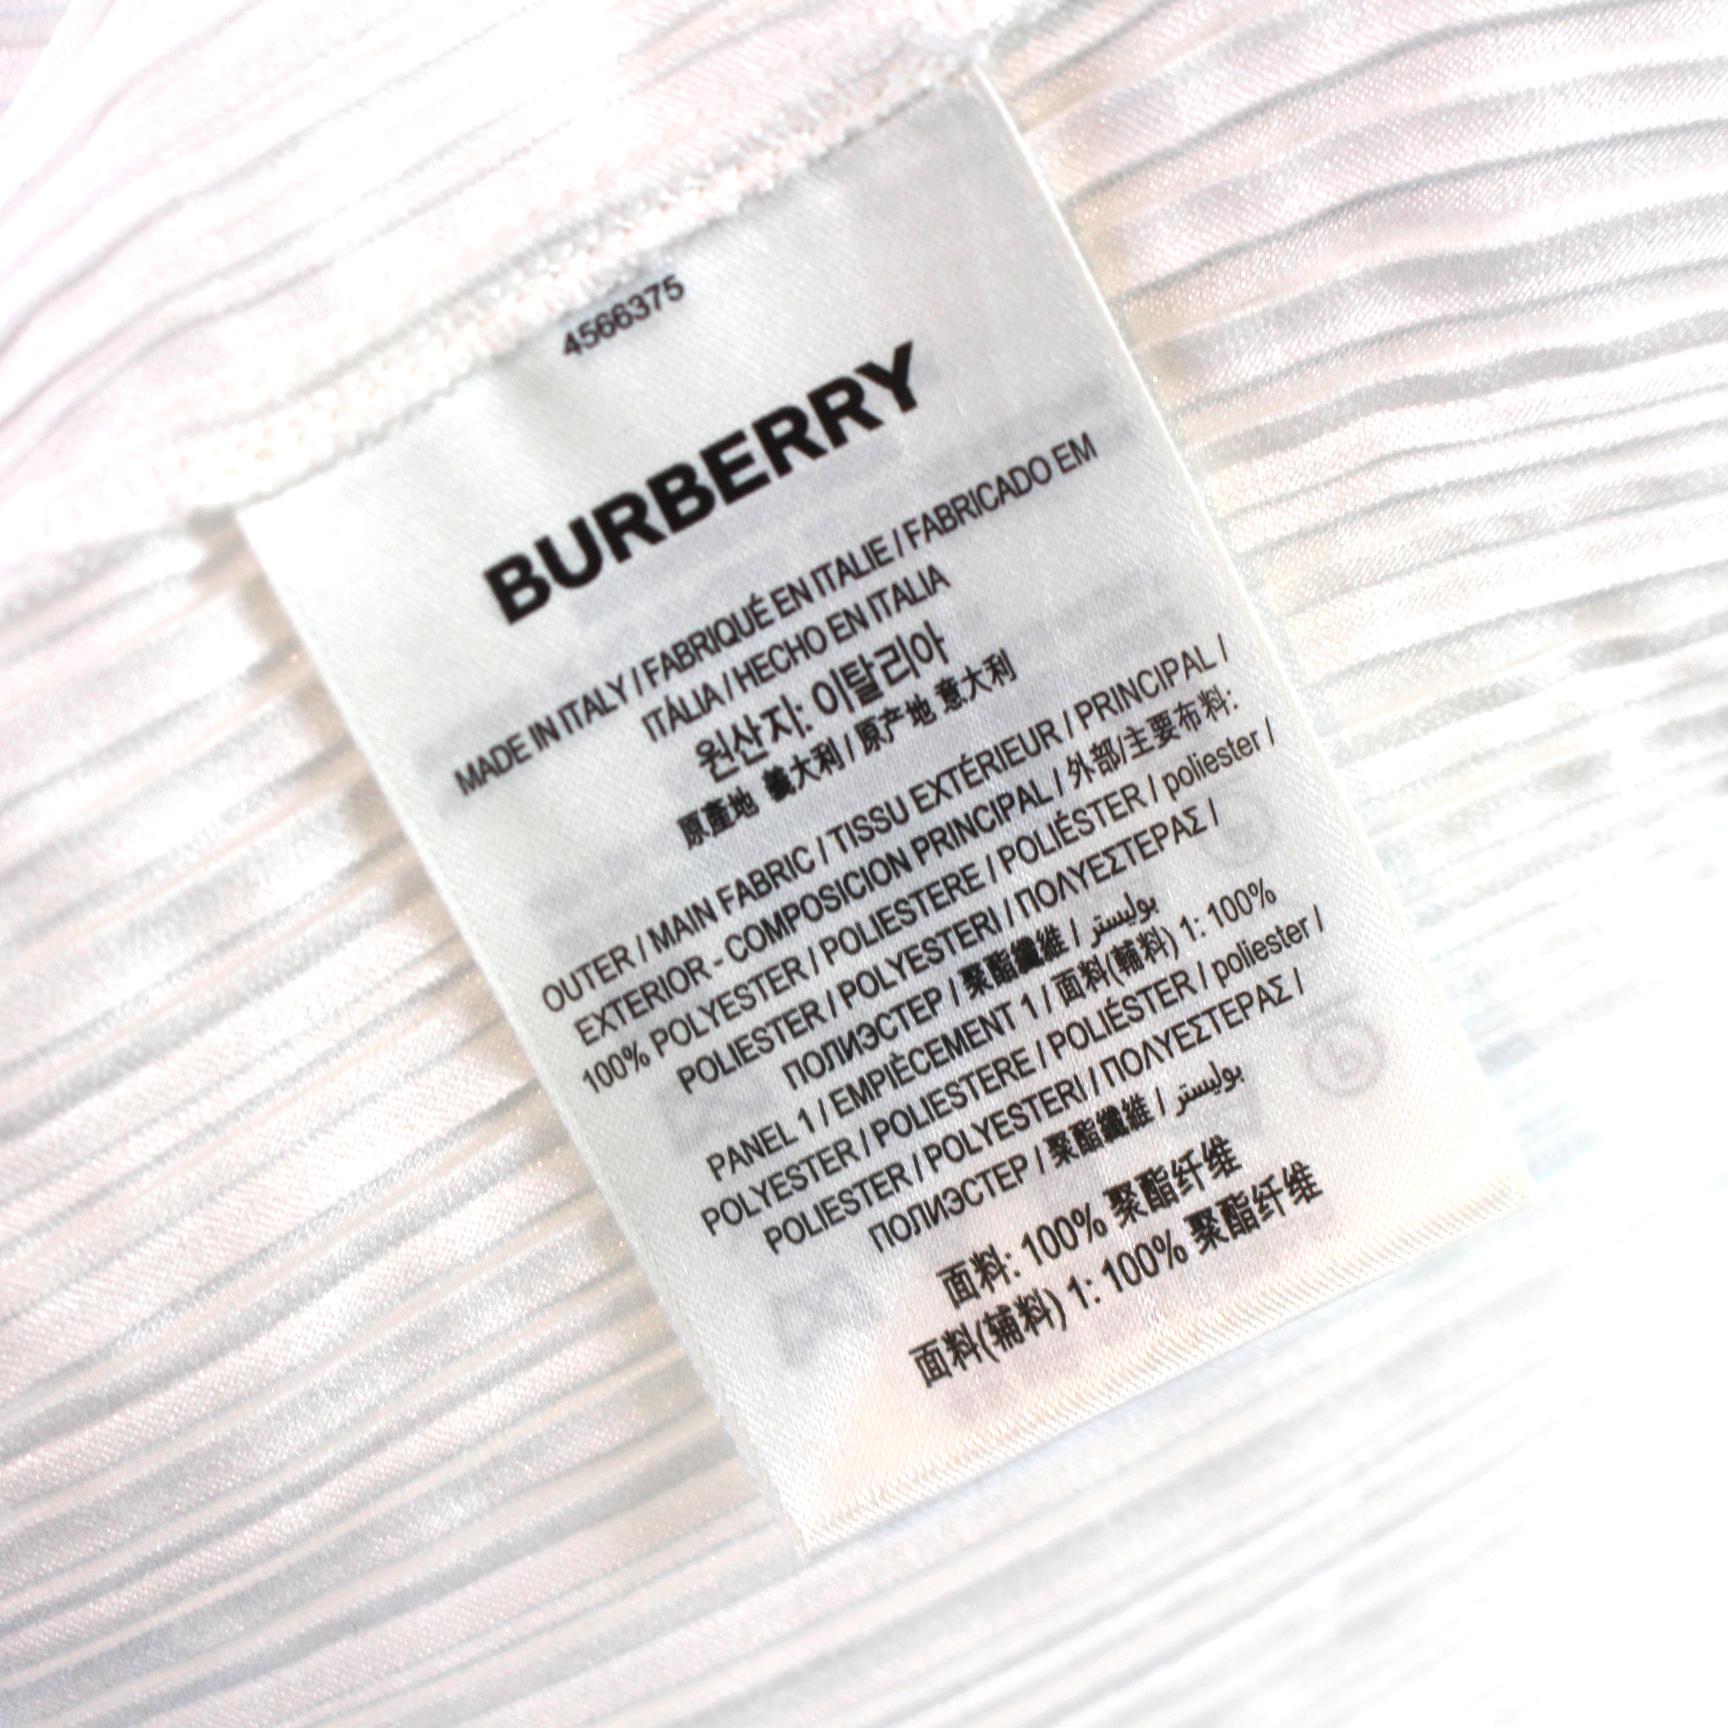 4566375
BURBERRY
MADE IN ITALY / FABRIQUÉ EN ITALIE / FABRICADO EM
ITÁLIA / HECHO EN ITALIA
원산지: 이탈리아
原產地 義大利 / 原产地 意大利
OUTER / MAIN FABRIC / TISSU EXTÉRIEUR / PRINCIPAL /
EXTERIOR - COMPOSICION PRINCIPAL / 外部/主要布料:
100% POLYESTER / POLIESTERE / POLIÉSTER / poliester /
POLIESTER / POLYESTERI / ΠΟΛΥΕΣΤΕΡΑΣ /
ПОЛИЭСТЕР / 聚酯纖維 / بوليستر
PANEL 1 / EMPIÈCEMENT 1 / 面料(輔料) 1: 100%
POLYESTER / POLIESTERE / POLIÉSTER / poliester /
POLIESTER / POLYESTERI / ΠΟΛΥΕΣΤΕΡΑΣ /
ПОЛИЭСТЕР / 聚酯纖維 / بوليستر
面料: 100% 聚酯纤维
面料(辅料) 1: 100% 聚酯纤维